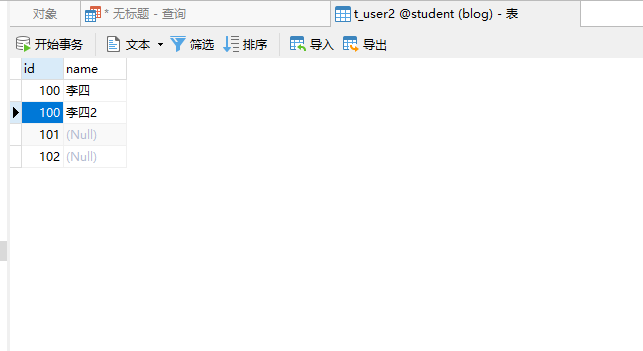 对象 * 无标题 - 查询 t_user2 @student (blog) - 表
开始事务 文本 筛选 排序 导入 导出
id name
100 李四
100 李四2
101 (Null)
102 (Null)